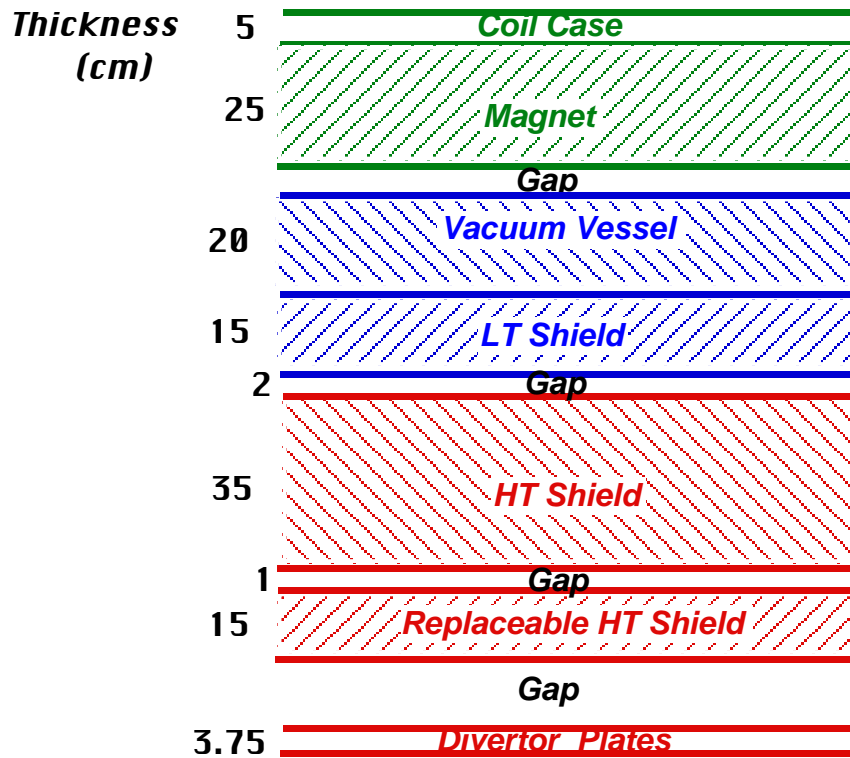 Thickness
(cm)
5 Coil Case
25 Magnet
Gap
20 Vacuum Vessel
15 LT Shield
2 Gap
35 HT Shield
1 Gap
15 Replaceable HT Shield
Gap
3.75 Divertor Plates